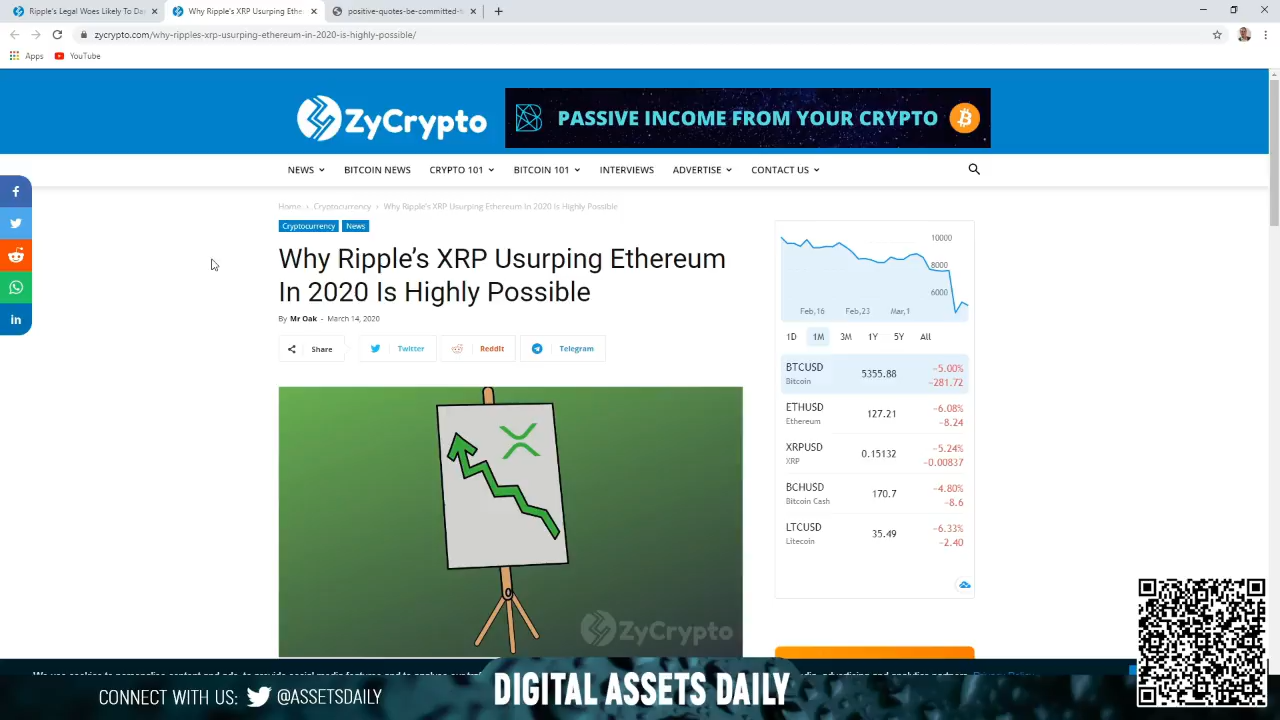 Ripple's Legal Woes Likely To Da
Why Ripple's XRP Usurping Ethe
positive-quotes-be-committed-t
zycrypto.com/why-ripples-xrp-usurping-ethereum-in-2020-is-highly-possible/
Apps
YouTube
ZyCrypto
PASSIVE INCOME FROM YOUR CRYPTO
NEWS
BITCOIN NEWS
CRYPTO 101
BITCOIN 101
INTERVIEWS
ADVERTISE
CONTACT US
Home › Cryptocurrency › Why Ripple's XRP Usurping Ethereum In 2020 Is Highly Possible
Cryptocurrency
News
Why Ripple's XRP Usurping Ethereum
In 2020 Is Highly Possible
By Mr Oak - March 14, 2020
Share
Twitter
ReddIt
Telegram
ZyCrypto
10000
8000
6000
Feb,16
Feb,23
Mar,1
1D
1M
3M
1Y
5Y
All
BTCUSD
Bitcoin
5355.88
−5.00%
−281.72
ETHUSD
Ethereum
127.21
−6.08%
−8.24
XRPUSD
XRP
0.15132
−5.24%
−0.00837
BCHUSD
Bitcoin Cash
170.7
−4.80%
−8.6
LTCUSD
Litecoin
35.49
−6.33%
−2.40
CONNECT WITH US: @ASSETSDAILY
DIGITAL ASSETS DAILY